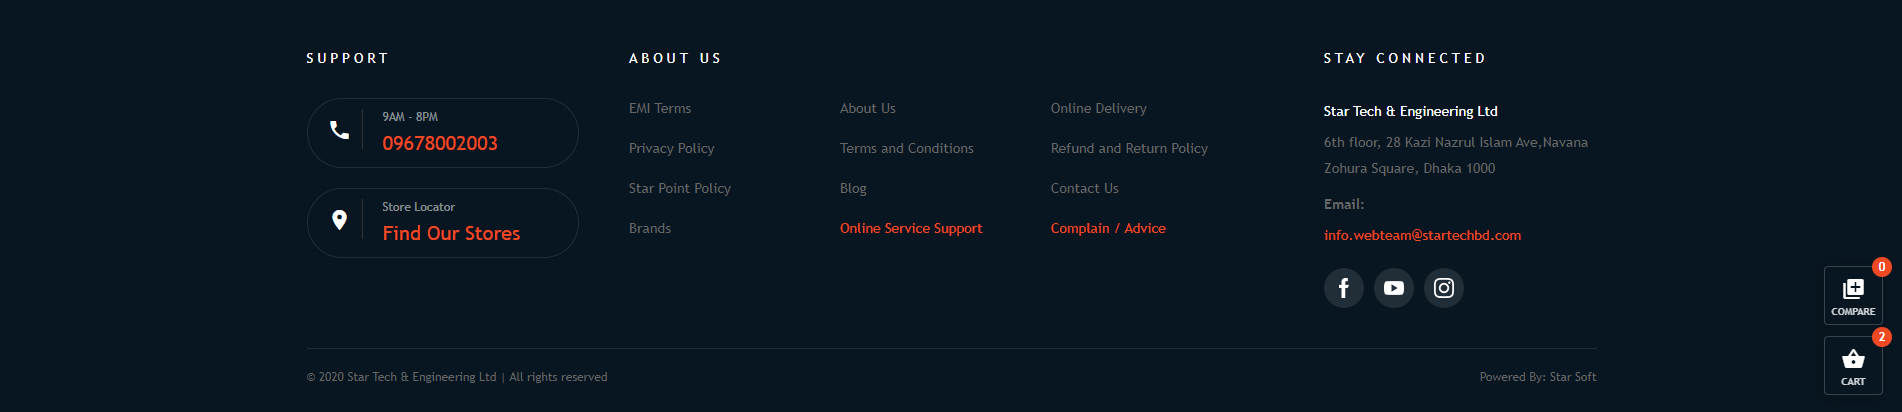 SUPPORT
9AM - 8PM
09678002003
Store Locator
Find Our Stores
ABOUT US
EMI Terms
Privacy Policy
Star Point Policy
Brands
About Us
Terms and Conditions
Blog
Online Service Support
Online Delivery
Refund and Return Policy
Contact Us
Complain / Advice
STAY CONNECTED
Star Tech & Engineering Ltd
6th floor, 28 Kazi Nazrul Islam Ave,Navana
Zohura Square, Dhaka 1000
Email:
info.webteam@startechbd.com
0
COMPARE
2
CART
© 2020 Star Tech & Engineering Ltd | All rights reserved
Powered By: Star Soft